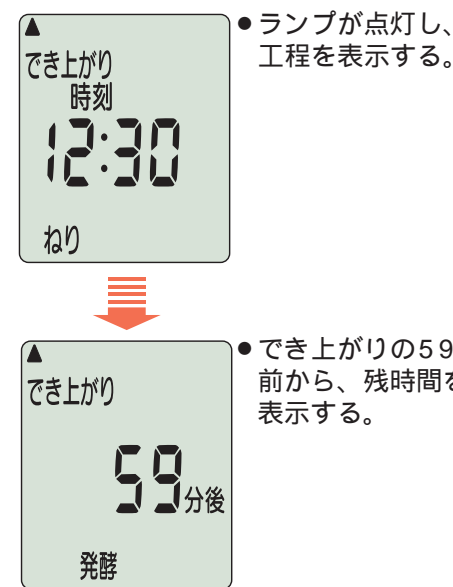 ▲
でき上がり
時刻
12:30
ねり
●ランプが点灯し、
工程を表示する。
▲
でき上がり
59分後
発酵
●でき上がりの59
前から、残時間を
表示する。